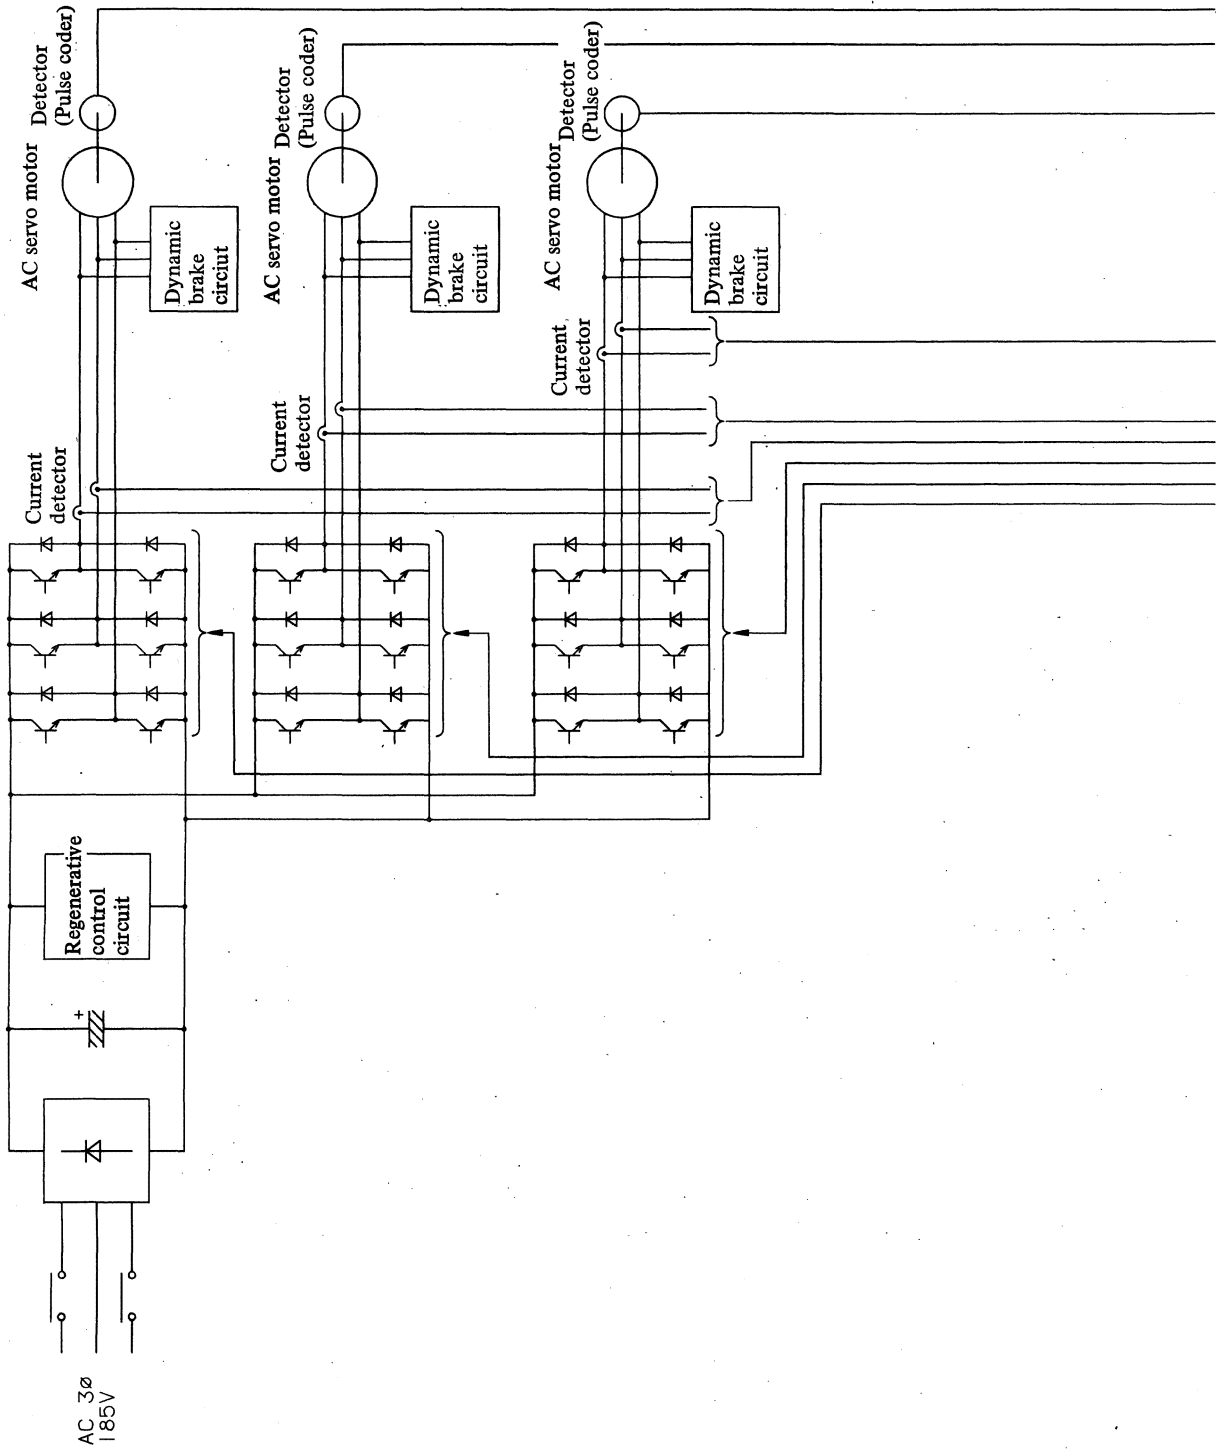 Detector
(Pulse coder)
AC servo motor
Dynamic
brake
circiut
Detector
(Pulse coder)
AC servo motor
Dynamic
brake
circuit
Detector
(Pulse coder)
AC servo motor
Dynamic
brake
circuit
Current
detector
Current
detector
Current
detector
Regenerative
control
circuit
+
AC 3ø
185V